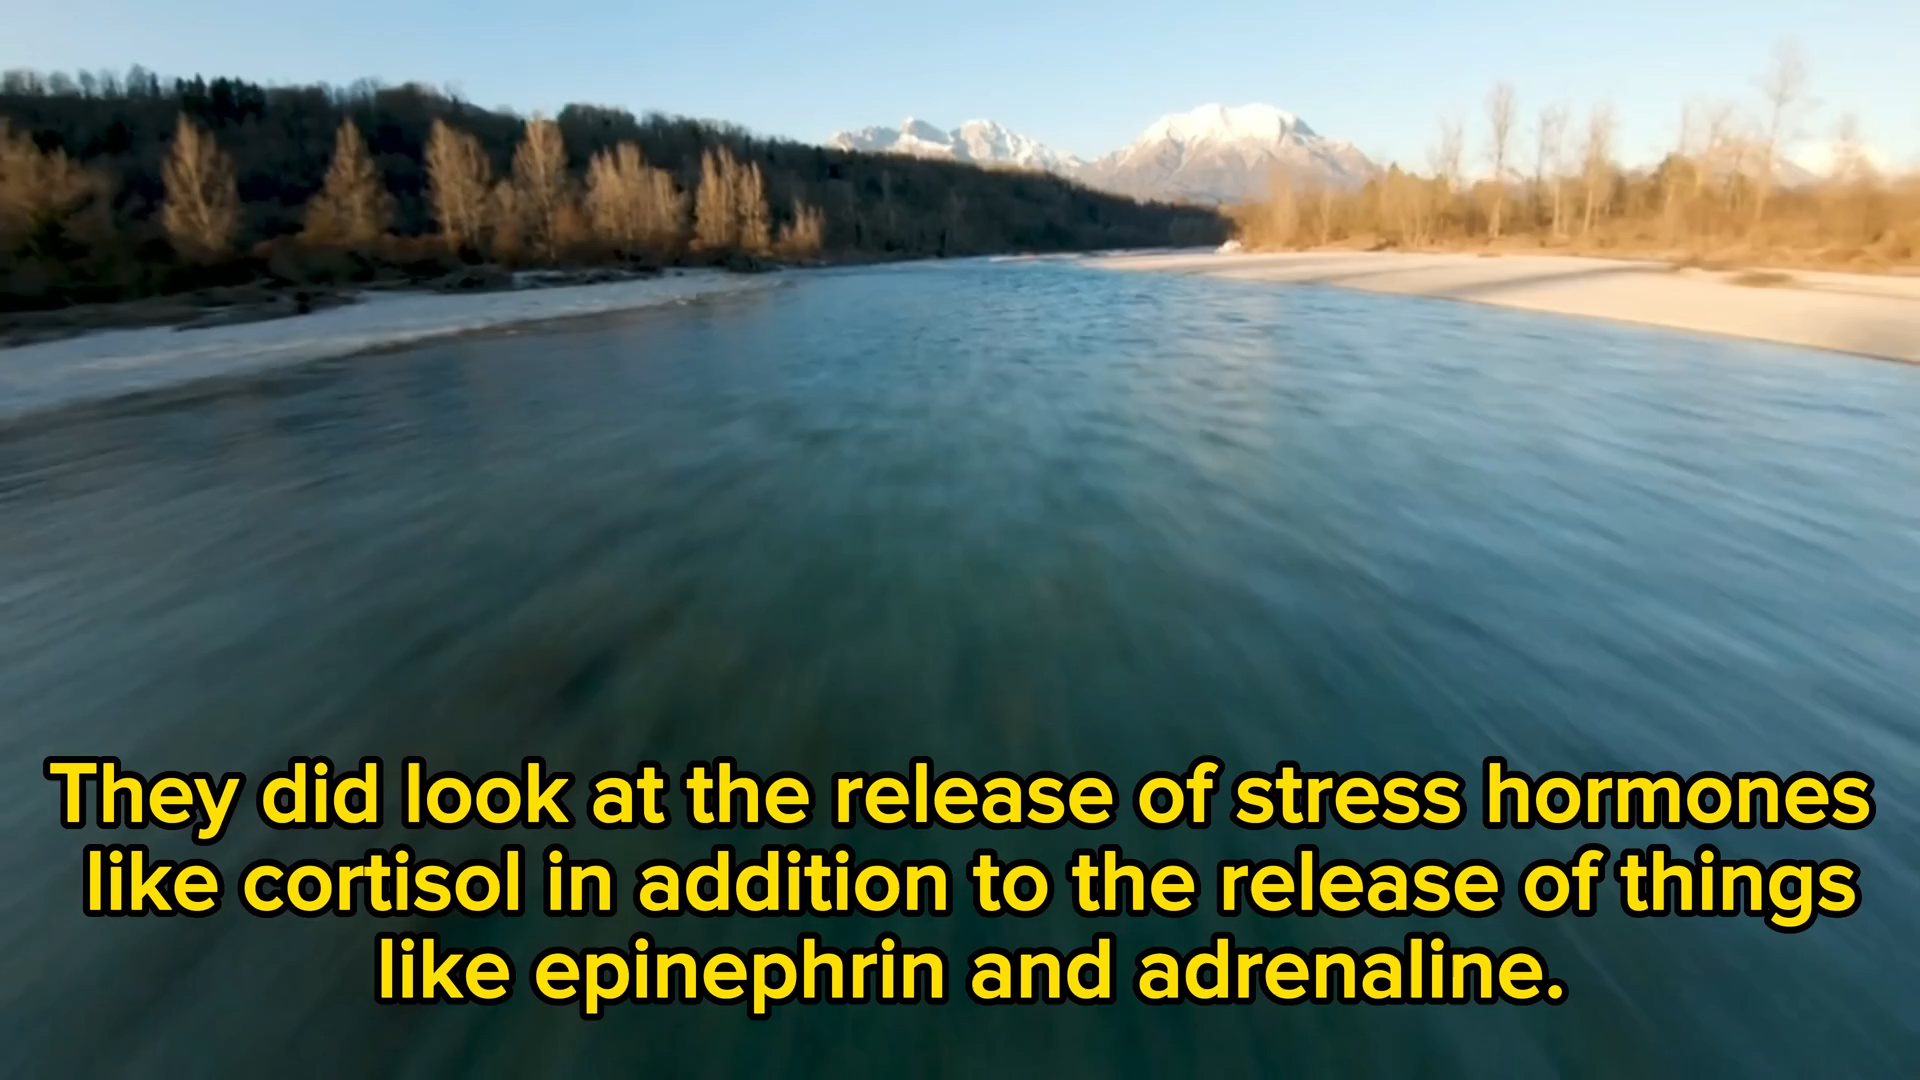 They did look at the release of stress hormones
like cortisol in addition to the release of things
like epinephrin and adrenaline.